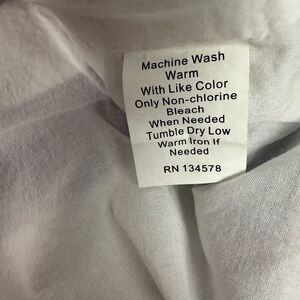 Machine Wash
Warm
With Like Color
Only Non-chlorine
Bleach
When Needed
Tumble Dry Low
Warm Iron If
Needed
RN 134578